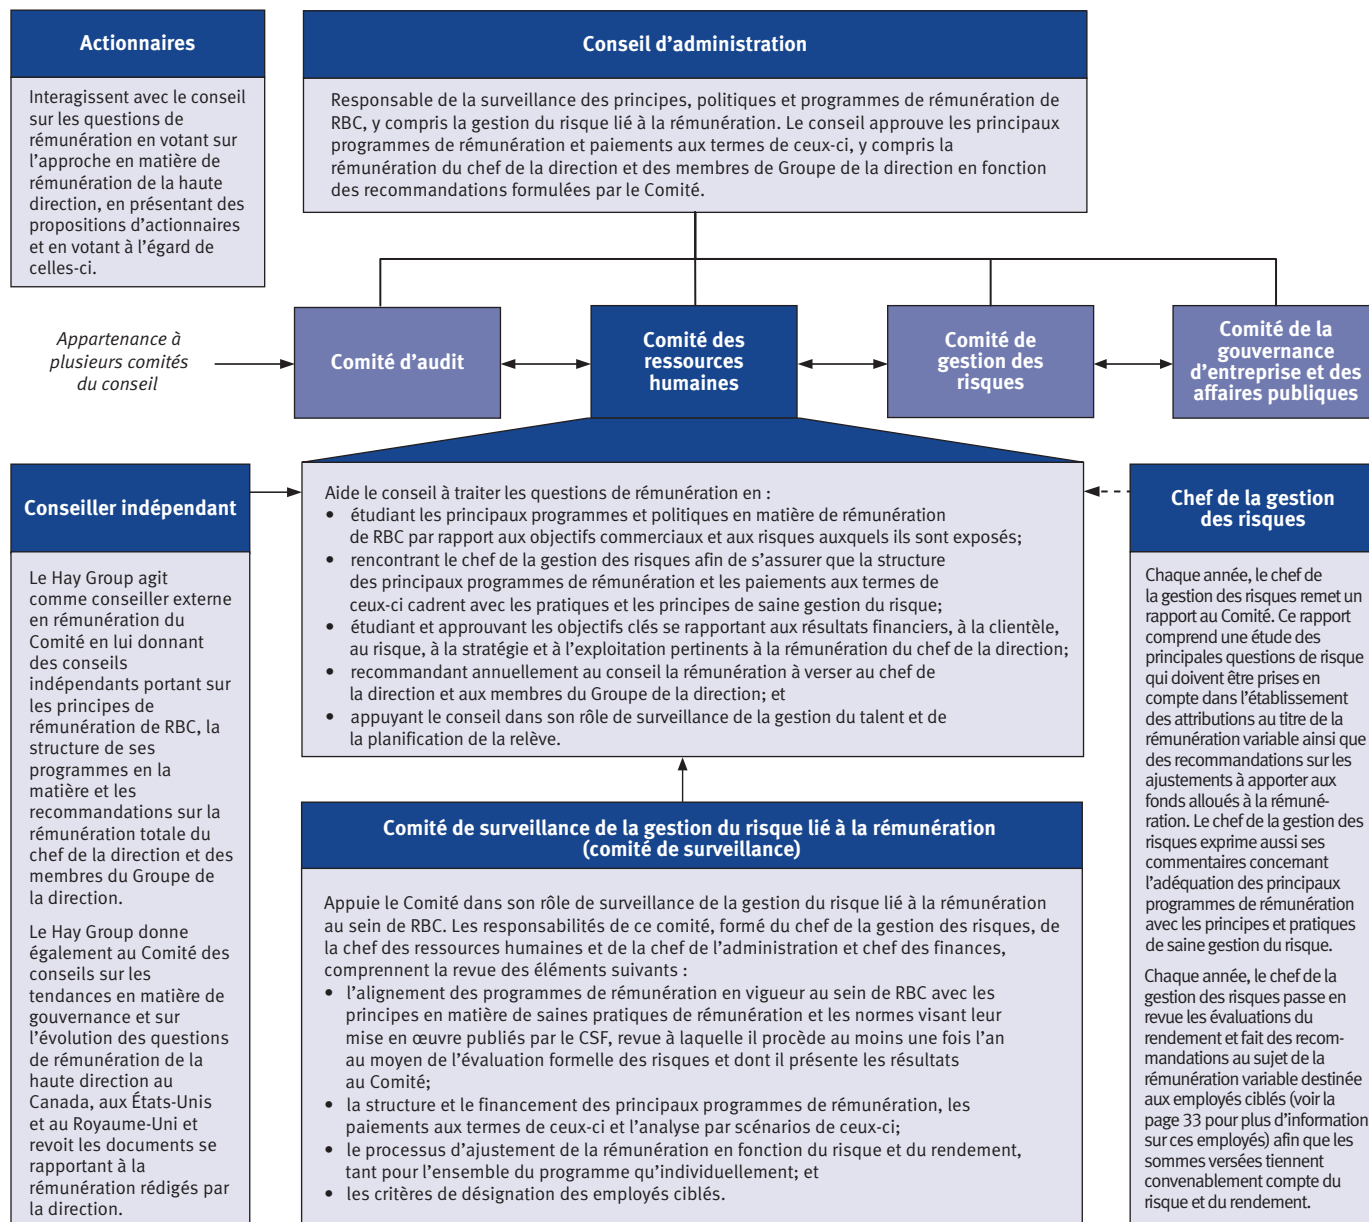 Actionnaires
Interagissent avec le conseil
sur les questions de
rémunération en votant sur
l’approche en matière de
rémunération de la haute
direction, en présentant des
propositions d’actionnaires
et en votant à l’égard de
celles-ci.
Conseil d’administration
Responsable de la surveillance des principes, politiques et programmes de rémunération de
RBC, y compris la gestion du risque lié à la rémunération. Le conseil approuve les principaux
programmes de rémunération et paiements aux termes de ceux-ci, y compris la
rémunération du chef de la direction et des membres de Groupe de la direction en fonction
des recommandations formulées par le Comité.
Appartenance à
plusieurs comités
du conseil
Comité d’audit
Comité des
ressources
humaines
Comité de
gestion des
risques
Comité de la
gouvernance
d’entreprise et des
affaires publiques
Conseiller indépendant
Le Hay Group agit
comme conseiller externe
en rémunération du
Comité en lui donnant
des conseils
indépendants portant sur
les principes de
rémunération de RBC, la
structure de ses
programmes en la
matière et les
recommandations sur la
rémunération totale du
chef de la direction et des
membres du Groupe de
la direction.
Le Hay Group donne
également au Comité des
conseils sur les
tendances en matière de
gouvernance et sur
l’évolution des questions
de rémunération de la
haute direction au
Canada, aux États-Unis
et au Royaume-Uni et
revoit les documents se
rapportant à la
rémunération rédigés par
la direction.
Aide le conseil à traiter les questions de rémunération en :
• étudiant les principaux programmes et politiques en matière de rémunération
de RBC par rapport aux objectifs commerciaux et aux risques auxquels ils sont exposés;
• rencontrant le chef de la gestion des risques afin de s’assurer que la structure
des principaux programmes de rémunération et les paiements aux termes de
ceux-ci cadrent avec les pratiques et les principes de saine gestion du risque;
• étudiant et approuvant les objectifs clés se rapportant aux résultats financiers, à la clientèle,
au risque, à la stratégie et à l’exploitation pertinents à la rémunération du chef de la direction;
• recommandant annuellement au conseil la rémunération à verser au chef de
la direction et aux membres du Groupe de la direction; et
• appuyant le conseil dans son rôle de surveillance de la gestion du talent et de
la planification de la relève.
Comité de surveillance de la gestion du risque lié à la rémunération
(comité de surveillance)
Appuie le Comité dans son rôle de surveillance de la gestion du risque lié à la rémunération
au sein de RBC. Les responsabilités de ce comité, formé du chef de la gestion des risques, de
la chef des ressources humaines et de la chef de l’administration et chef des finances,
comprennent la revue des éléments suivants :
• l’alignement des programmes de rémunération en vigueur au sein de RBC avec les
principes en matière de saines pratiques de rémunération et les normes visant leur
mise en œuvre publiés par le CSF, revue à laquelle il procède au moins une fois l’an
au moyen de l’évaluation formelle des risques et dont il présente les résultats
au Comité;
• la structure et le financement des principaux programmes de rémunération, les
paiements aux termes de ceux-ci et l’analyse par scénarios de ceux-ci;
• le processus d’ajustement de la rémunération en fonction du risque et du rendement,
tant pour l’ensemble du programme qu’individuellement; et
• les critères de désignation des employés ciblés.
Chef de la gestion
des risques
Chaque année, le chef de
la gestion des risques remet un
rapport au Comité. Ce rapport
comprend une étude des
principales questions de risque
qui doivent être prises en
compte dans l’établissement
des attributions au titre de la
rémunération variable ainsi que
des recommandations sur les
ajustements à apporter aux
fonds alloués à la rémuné-
ration. Le chef de la gestion des
risques exprime aussi ses
commentaires concernant
l’adéquation des principaux
programmes de rémunération
avec les principes et pratiques
de saine gestion du risque.
Chaque année, le chef de la
gestion des risques passe en
revue les évaluations du
rendement et fait des recom-
mandations au sujet de la
rémunération variable destinée
aux employés ciblés (voir la
page 33 pour plus d’information
sur ces employés) afin que les
sommes versées tiennent
convenablement compte du
risque et du rendement.